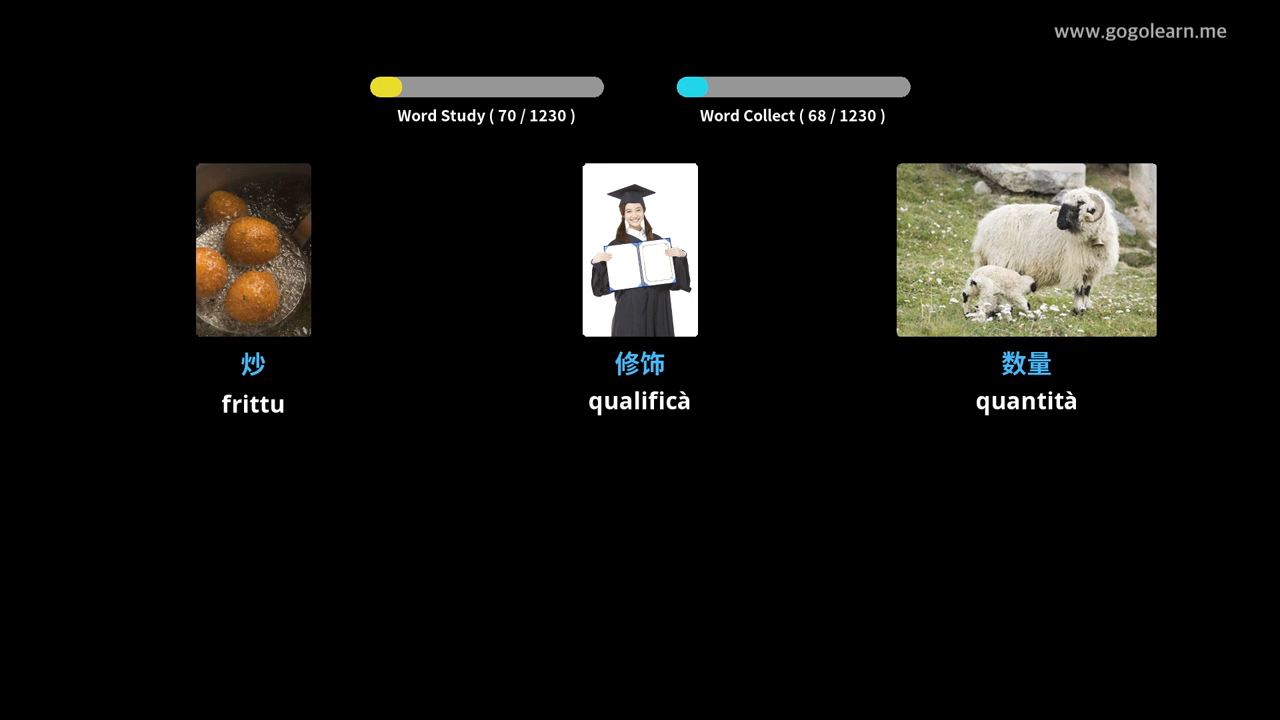 www.gogolearn.me
Word Study ( 70 / 1230 )
Word Collect ( 68 / 1230 )
炒
frittu
修饰
qualificà
数量
quantità